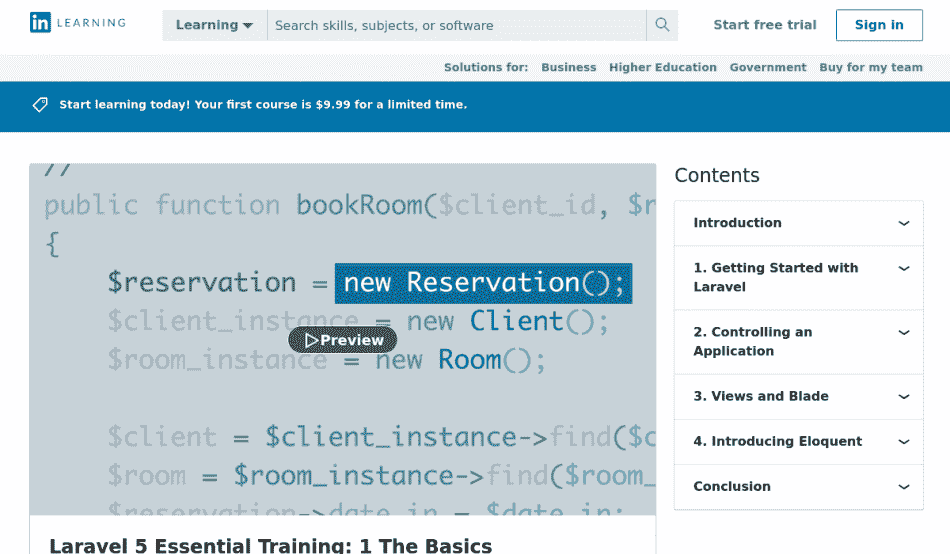 in LEARNING
Learning
Search skills, subjects, or software
Start free trial
Sign in
Solutions for: Business Higher Education Government Buy for my team
Start learning today! Your first course is $9.99 for a limited time.
//
public function bookRoom($client_id, $r
{
$reservation = new Reservation();
$client_instance = new Client();
Preview
$room_instance = new Room();
$client = $client_instance->find($c
$room = $room_instance->find($room_
$reservation->date_in = $date_in;
Laravel 5 Essential Training: 1 The Basics
Contents
Introduction
1. Getting Started with
Laravel
2. Controlling an
Application
3. Views and Blade
4. Introducing Eloquent
Conclusion